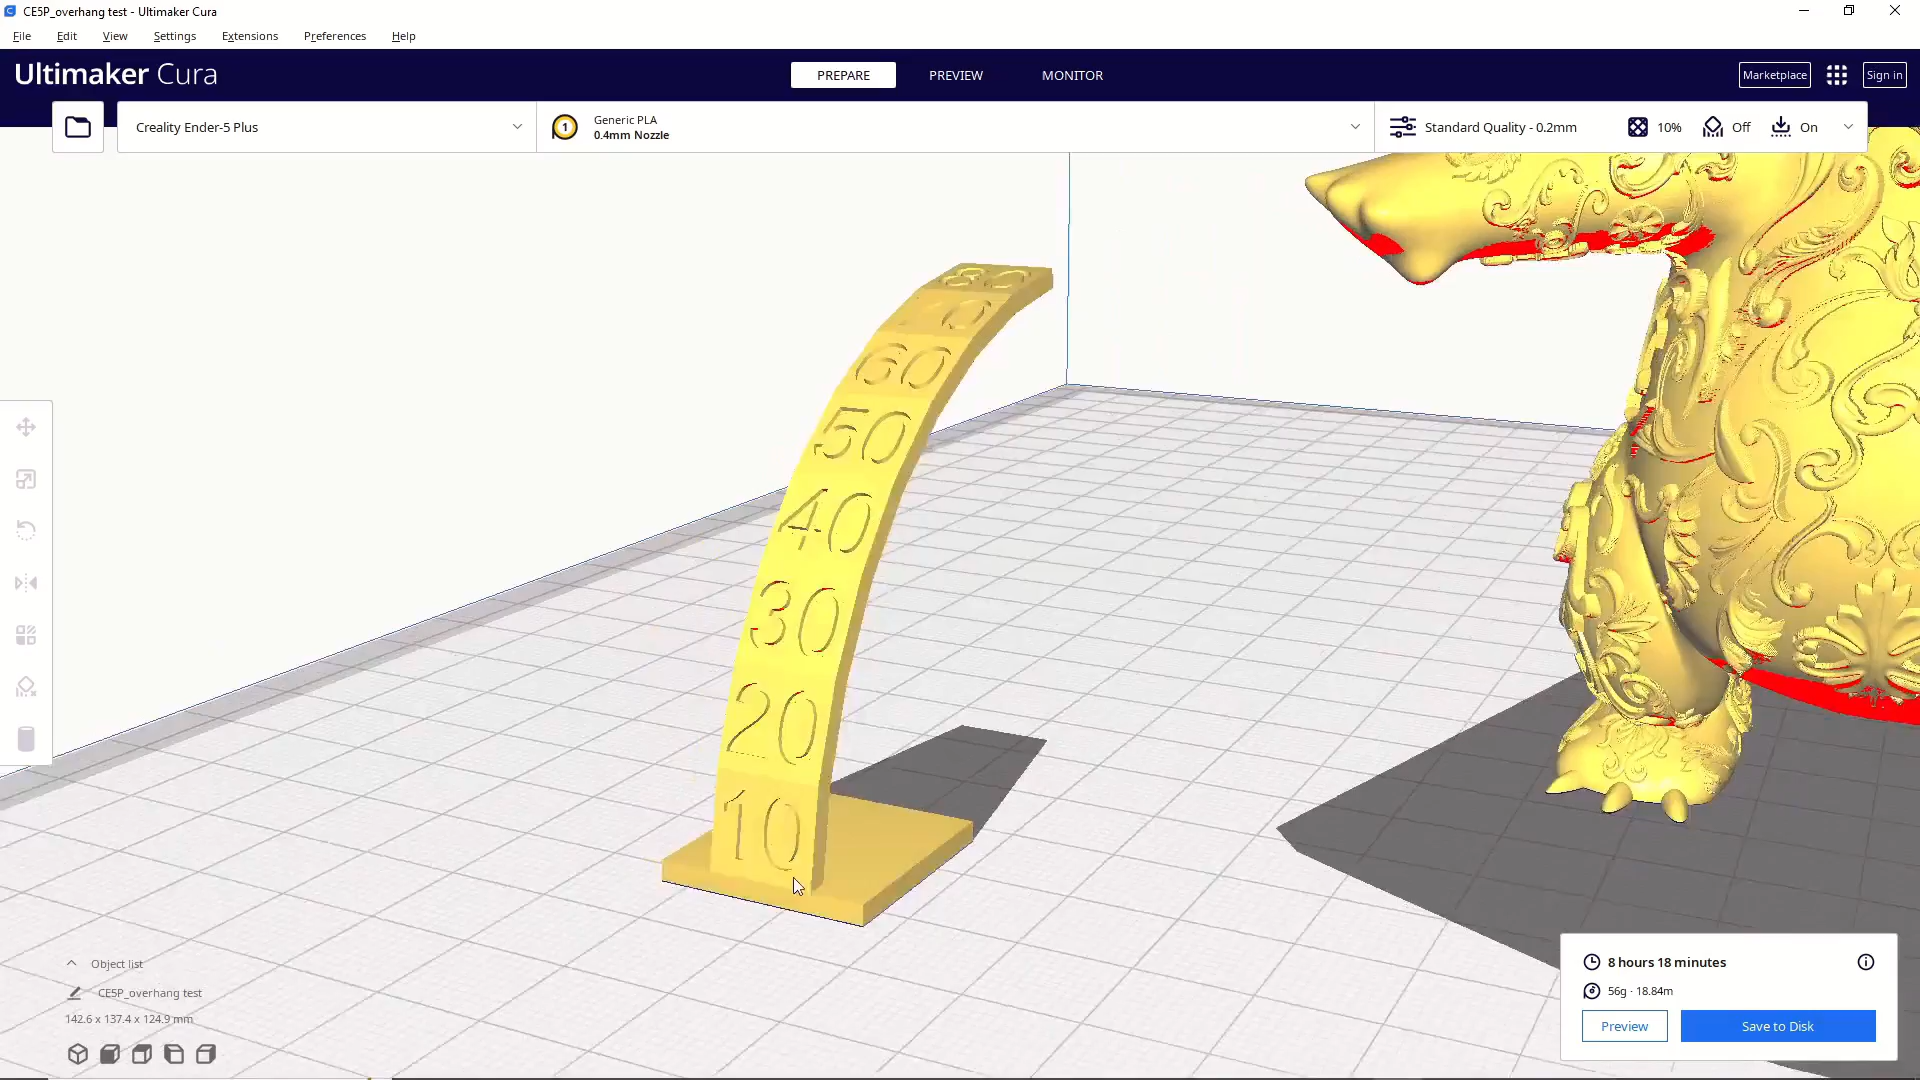 CE5P_overhang test - Ultimaker Cura
File Edit View Settings Extensions Preferences Help
Ultimaker Cura
PREPARE PREVIEW MONITOR
Marketplace Sign in
Creality Ender-5 Plus
1 Generic PLA
0.4mm Nozzle
Standard Quality - 0.2mm 10% Off On
80
70
60
50
40
30
20
10
Object list
CE5P_overhang test
142.6 x 137.4 x 124.9 mm
8 hours 18 minutes
56g · 18.84m
Preview Save to Disk